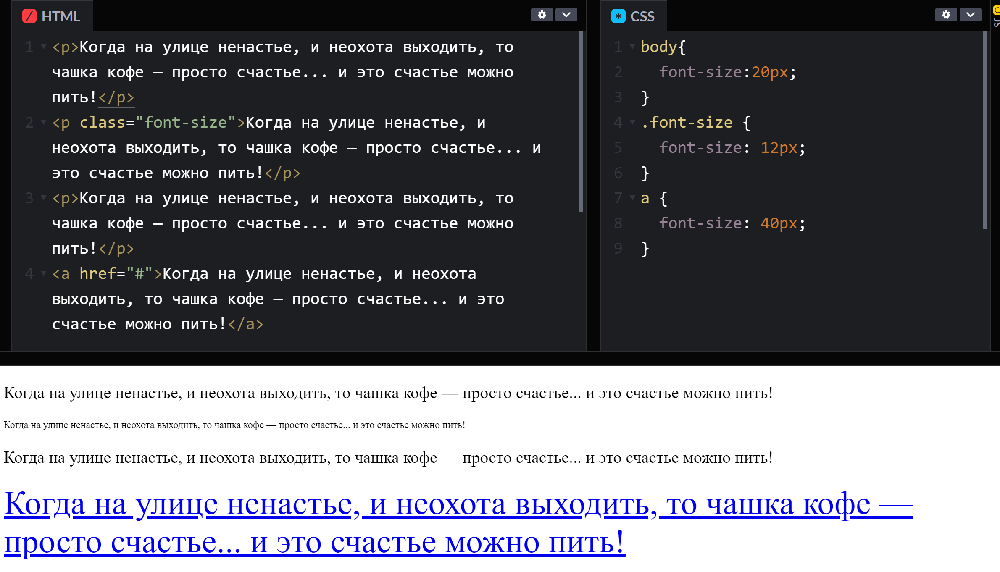 HTML
1 <p>Когда на улице ненастье, и неохота выходить, то
чашка кофе — просто счастье... и это счастье можно
пить!</p>
2 <p class="font-size">Когда на улице ненастье, и
неохота выходить, то чашка кофе — просто счастье... и
это счастье можно пить!</p>
3 <p>Когда на улице ненастье, и неохота выходить, то
чашка кофе — просто счастье... и это счастье можно
пить!</p>
4 <a href="#">Когда на улице ненастье, и неохота
выходить, то чашка кофе — просто счастье... и это
счастье можно пить!</a>
CSS
1 body{
2 font-size:20px;
3 }
4 .font-size {
5 font-size: 12px;
6 }
7 a {
8 font-size: 40px;
9 }
JS
Когда на улице ненастье, и неохота выходить, то чашка кофе — просто счастье... и это счастье можно пить!
Когда на улице ненастье, и неохота выходить, то чашка кофе — просто счастье... и это счастье можно пить!
Когда на улице ненастье, и неохота выходить, то чашка кофе — просто счастье... и это счастье можно пить!
Когда на улице ненастье, и неохота выходить, то чашка кофе —
просто счастье... и это счастье можно пить!